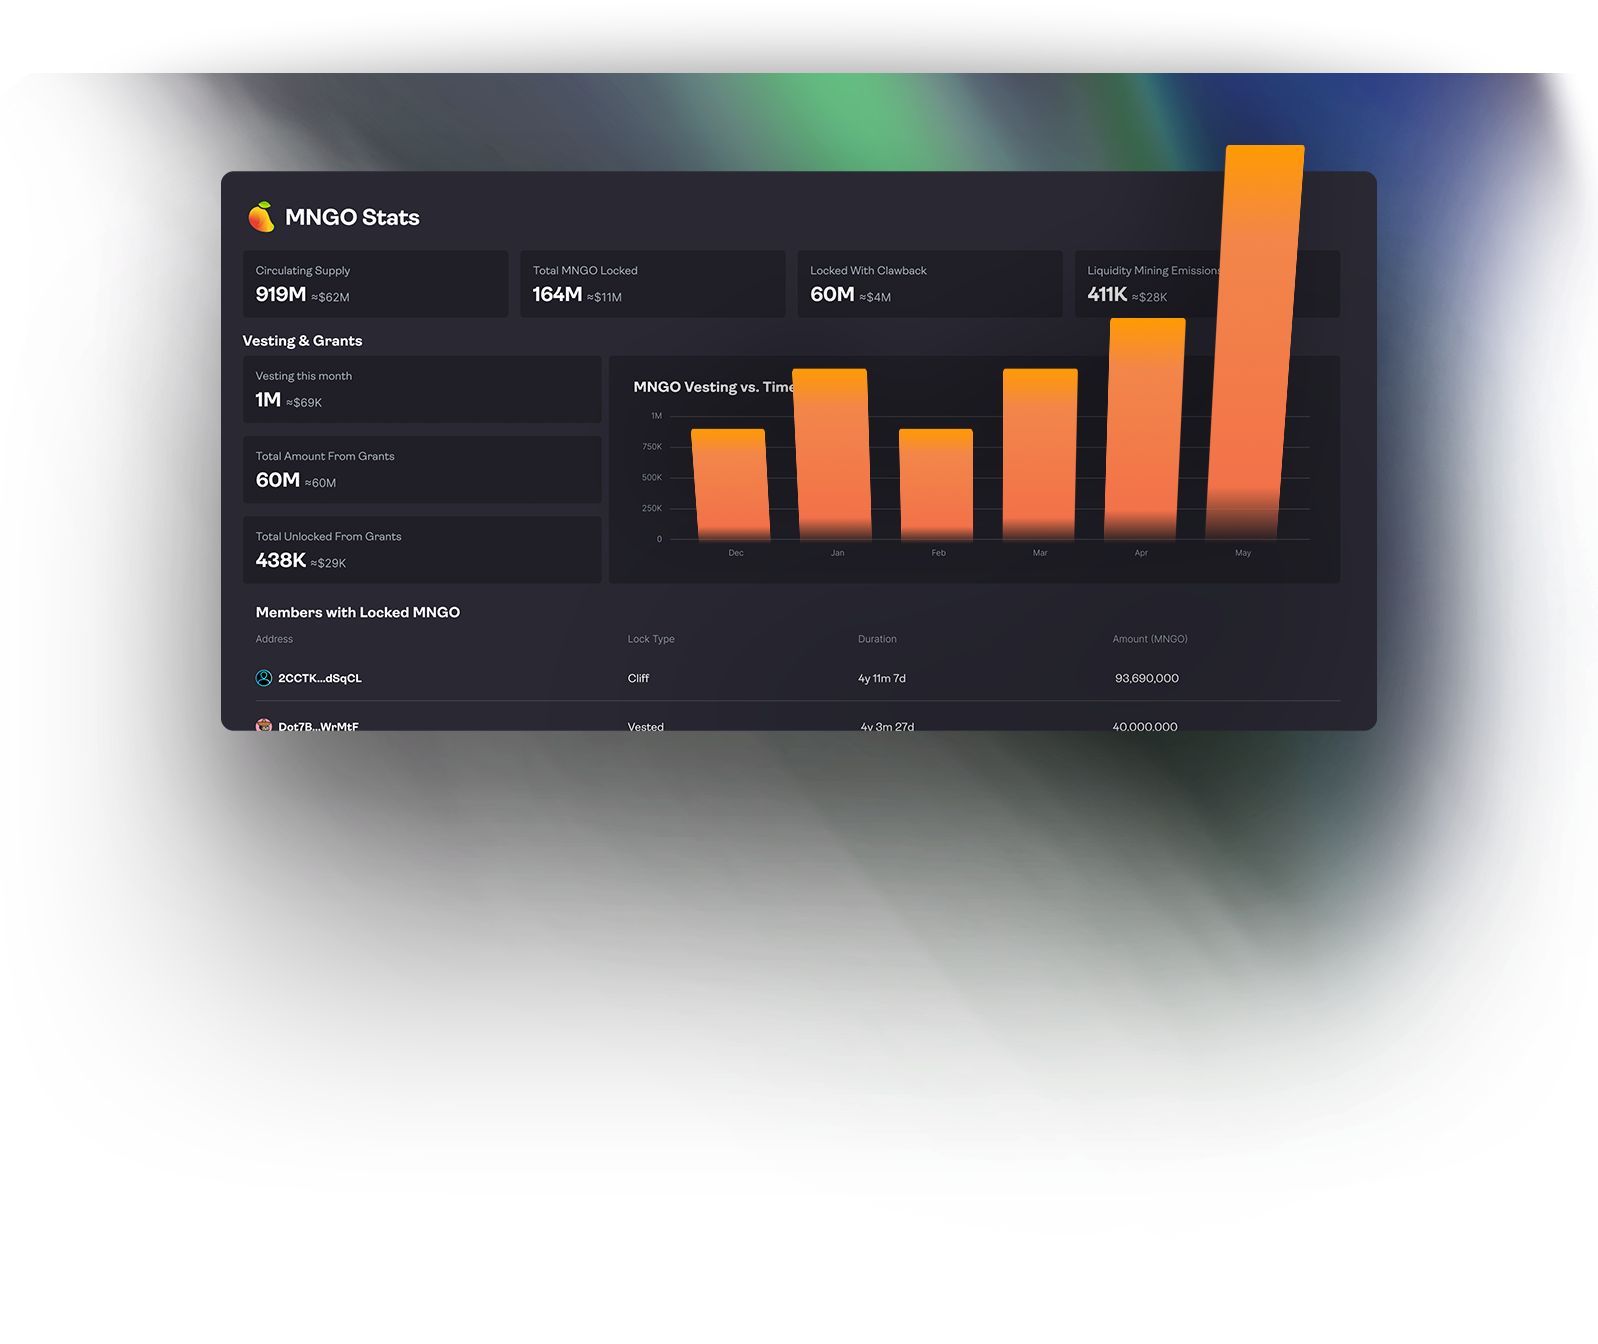 MNGO Stats
Circulating Supply
919M ≈$62M
Total MNGO Locked
164M ≈$11M
Locked With Clawback
60M ≈$4M
Liquidity Mining Emissions
411K ≈$28K
Vesting & Grants
Vesting this month
1M ≈$69K
Total Amount From Grants
60M ≈60M
Total Unlocked From Grants
438K ≈$29K
MNGO Vesting vs. Time
1M
750K
500K
250K
0
Dec Jan Feb Mar Apr May
Members with Locked MNGO
Address Lock Type Duration Amount (MNGO)
2CCTK...dSqCL Cliff 4y 11m 7d 93,690,000
Dot7B...WrMtF Vested 4y 3m 27d 40,000,000